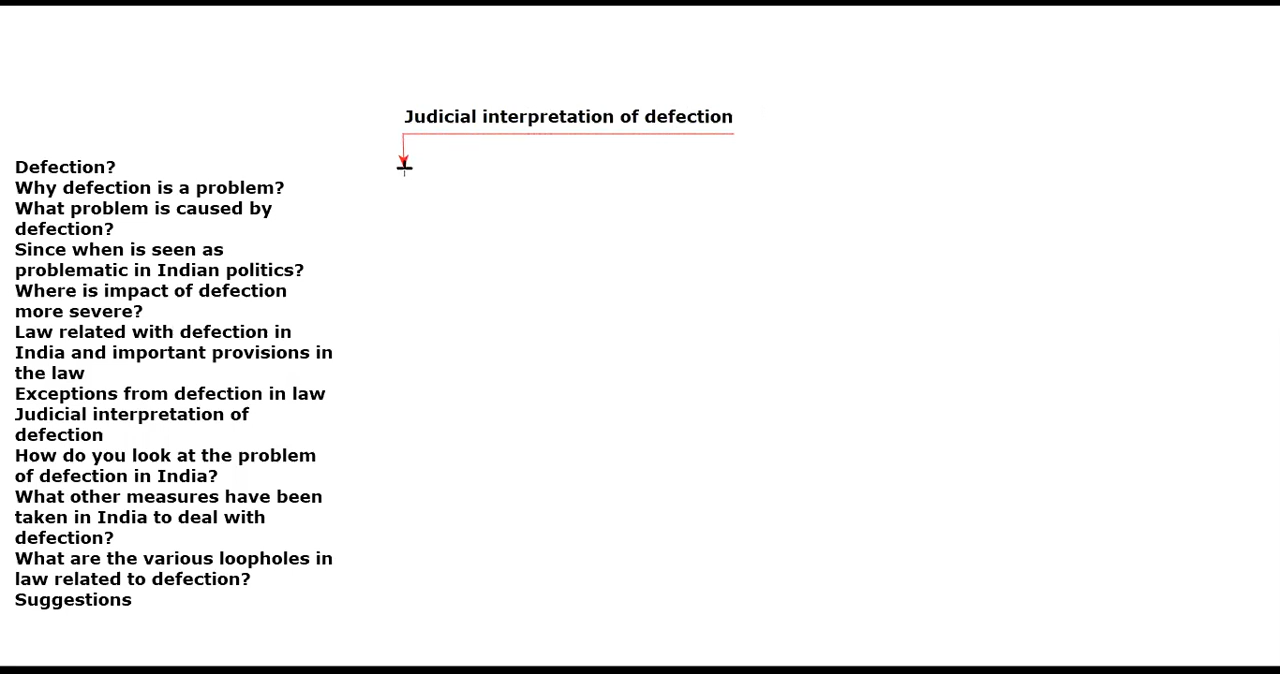 Judicial interpretation of defection
Defection?
Why defection is a problem?
What problem is caused by
defection?
Since when is seen as
problematic in Indian politics?
Where is impact of defection
more severe?
Law related with defection in
India and important provisions in
the law
Exceptions from defection in law
Judicial interpretation of
defection
How do you look at the problem
of defection in India?
What other measures have been
taken in India to deal with
defection?
What are the various loopholes in
law related to defection?
Suggestions